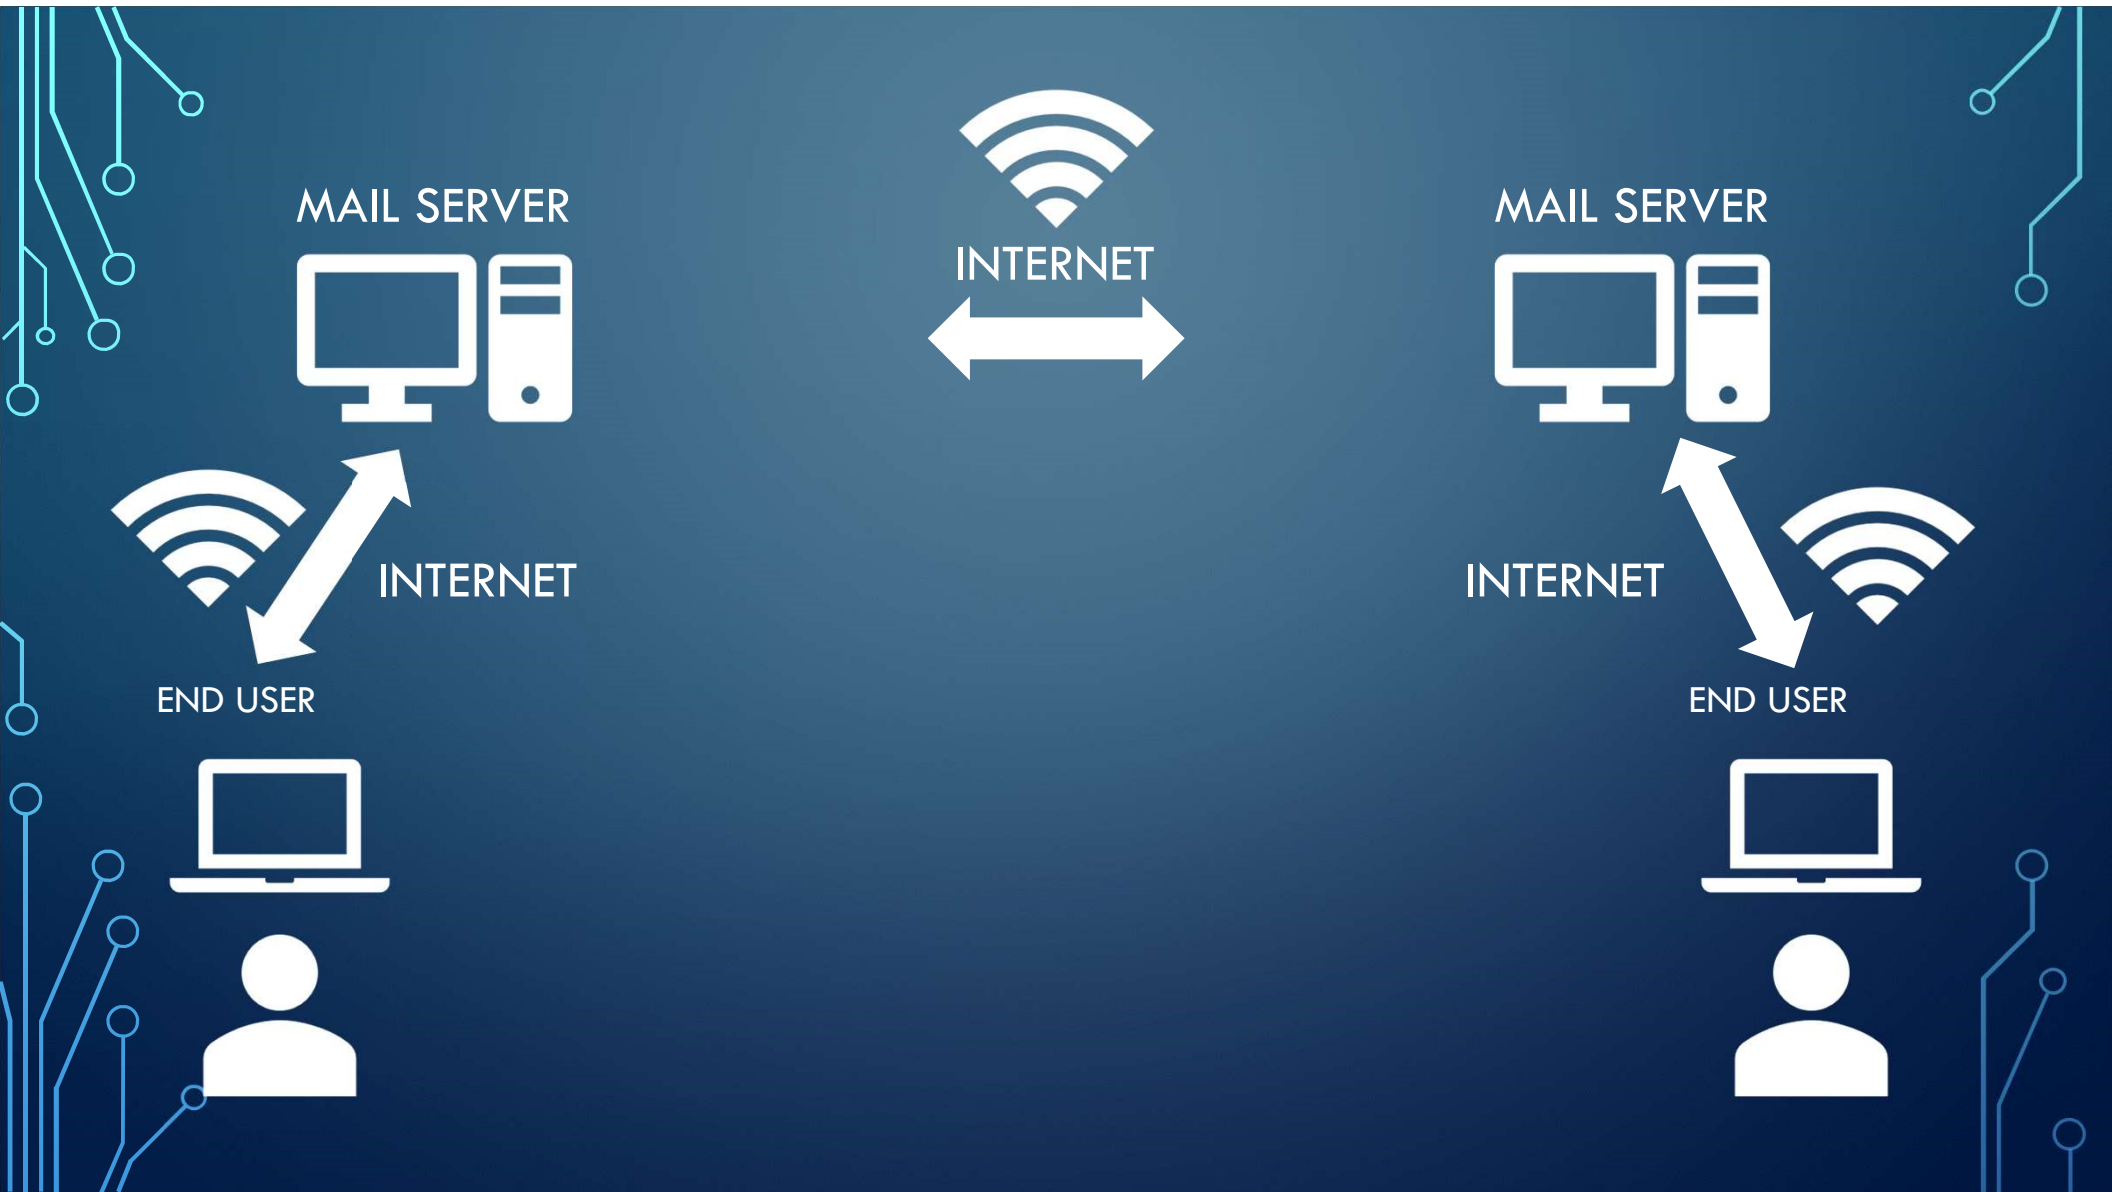 MAIL SERVER
INTERNET
MAIL SERVER
INTERNET
INTERNET
END USER
END USER